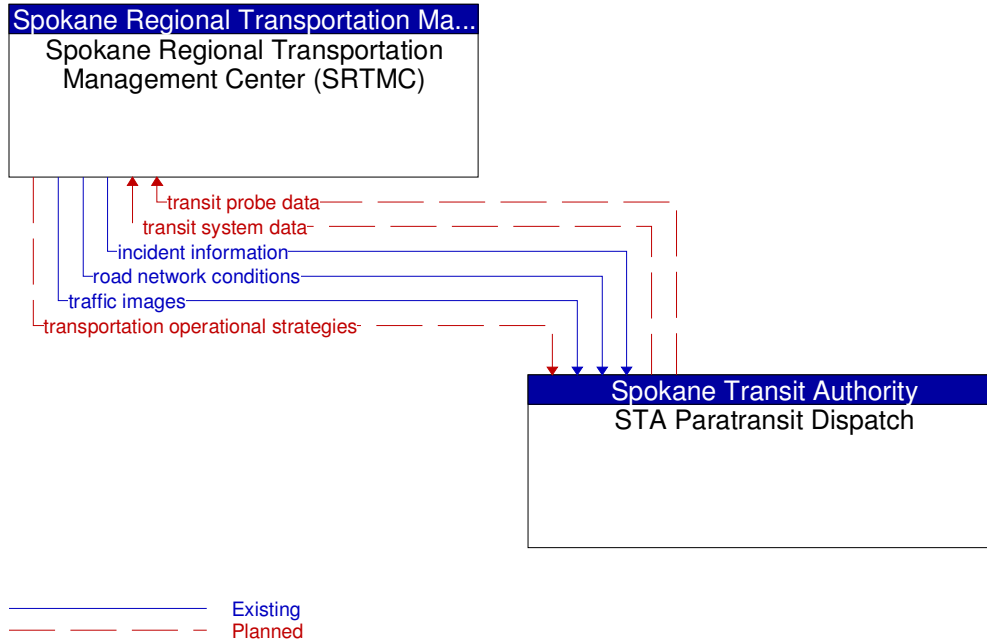 Spokane Regional Transportation Ma...
Spokane Regional Transportation
Management Center (SRTMC)
transit probe data
transit system data
incident information
road network conditions
traffic images
transportation operational strategies
Spokane Transit Authority
STA Paratransit Dispatch
Existing
Planned